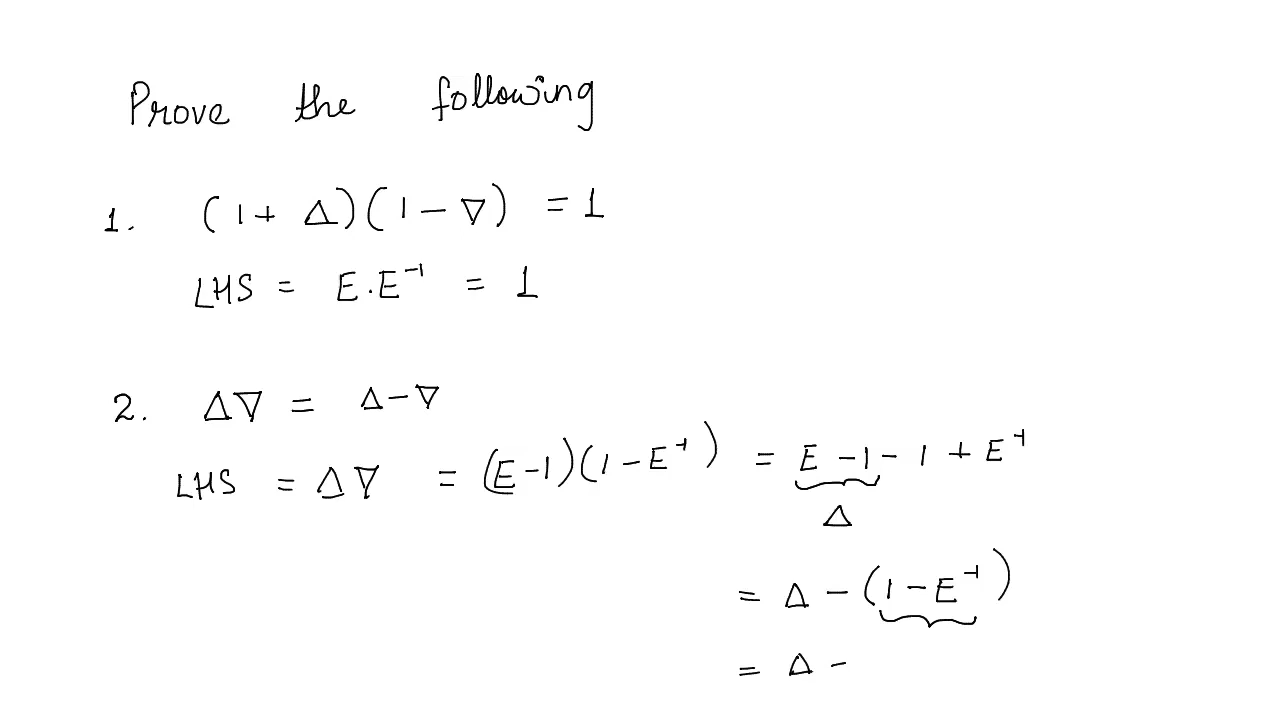 Prove the following
1. (1 + Δ)(1 − ∇) = 1
LHS = E.E⁻¹ = 1
2. Δ∇ = Δ−∇
LHS = Δ∇ = (E−1)(1−E⁻¹) = E −1 − 1 + E⁻¹
Δ
= Δ − (1 − E⁻¹)
= Δ −